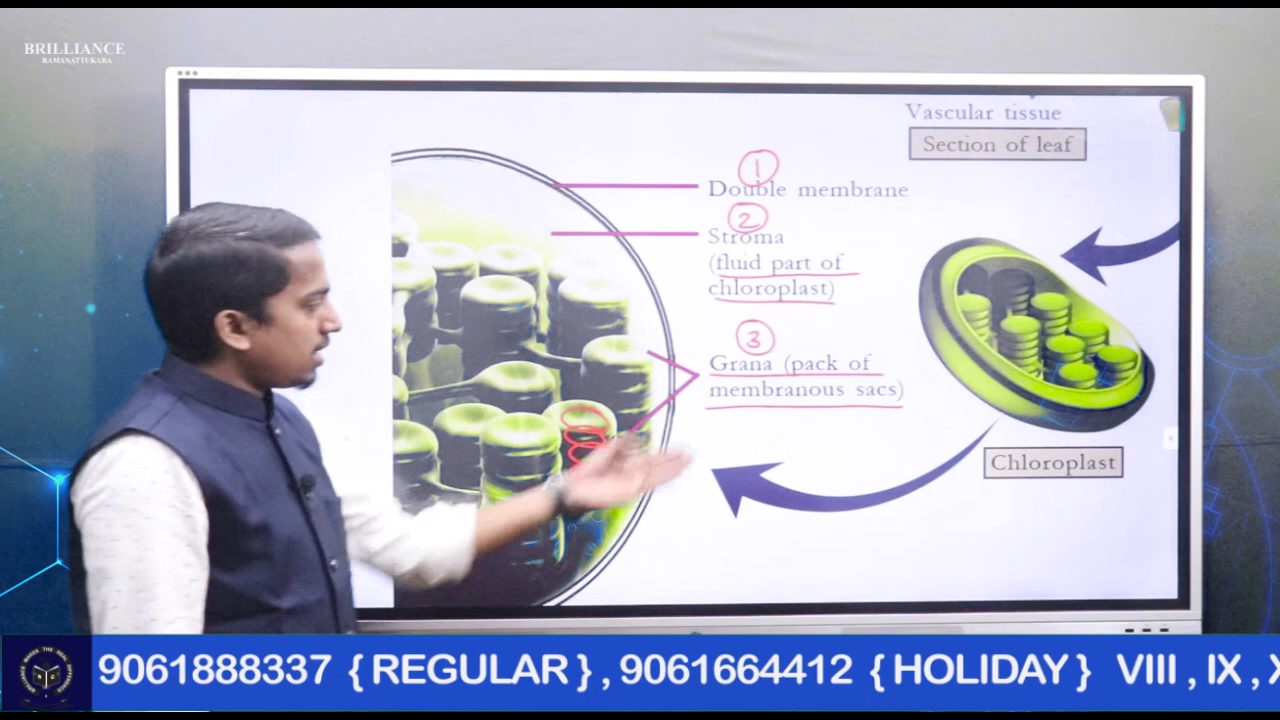 BRILLIANCE
RAMANATTUKARA
Vascular tissue
Section of leaf
1
Double membrane
2
Stroma
(fluid part of
chloroplast)
3
Grana (pack of
membranous sacs)
Chloroplast
9061888337 { REGULAR } , 9061664412 { HOLIDAY } VIII , IX , X